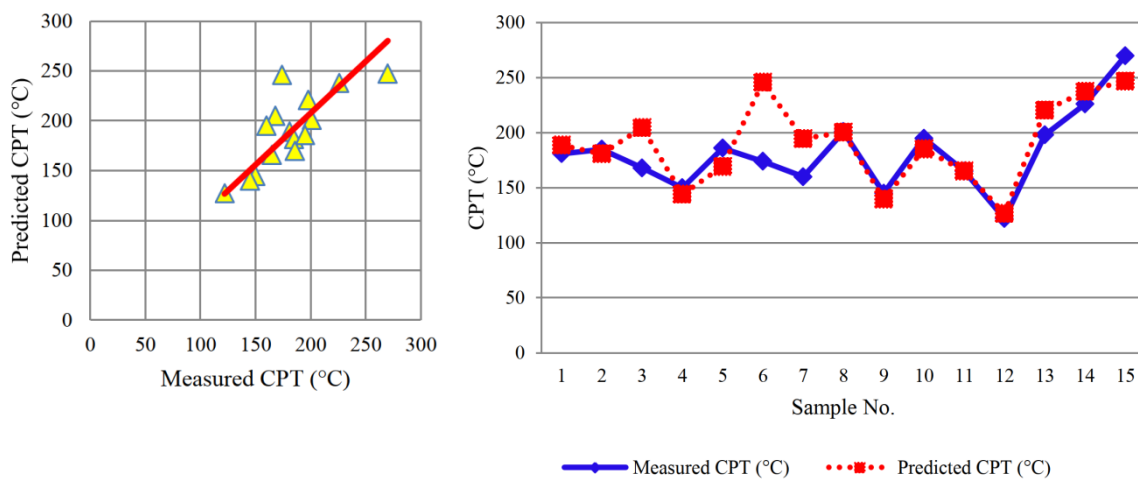 300
250
200
150
100
50
0
Predicted CPT (°C)
0 50 100 150 200 250 300
Measured CPT (°C)
300
250
200
150
100
50
0
CPT (°C)
1 2 3 4 5 6 7 8 9 10 11 12 13 14 15
Sample No.
Measured CPT (°C) Predicted CPT (°C)